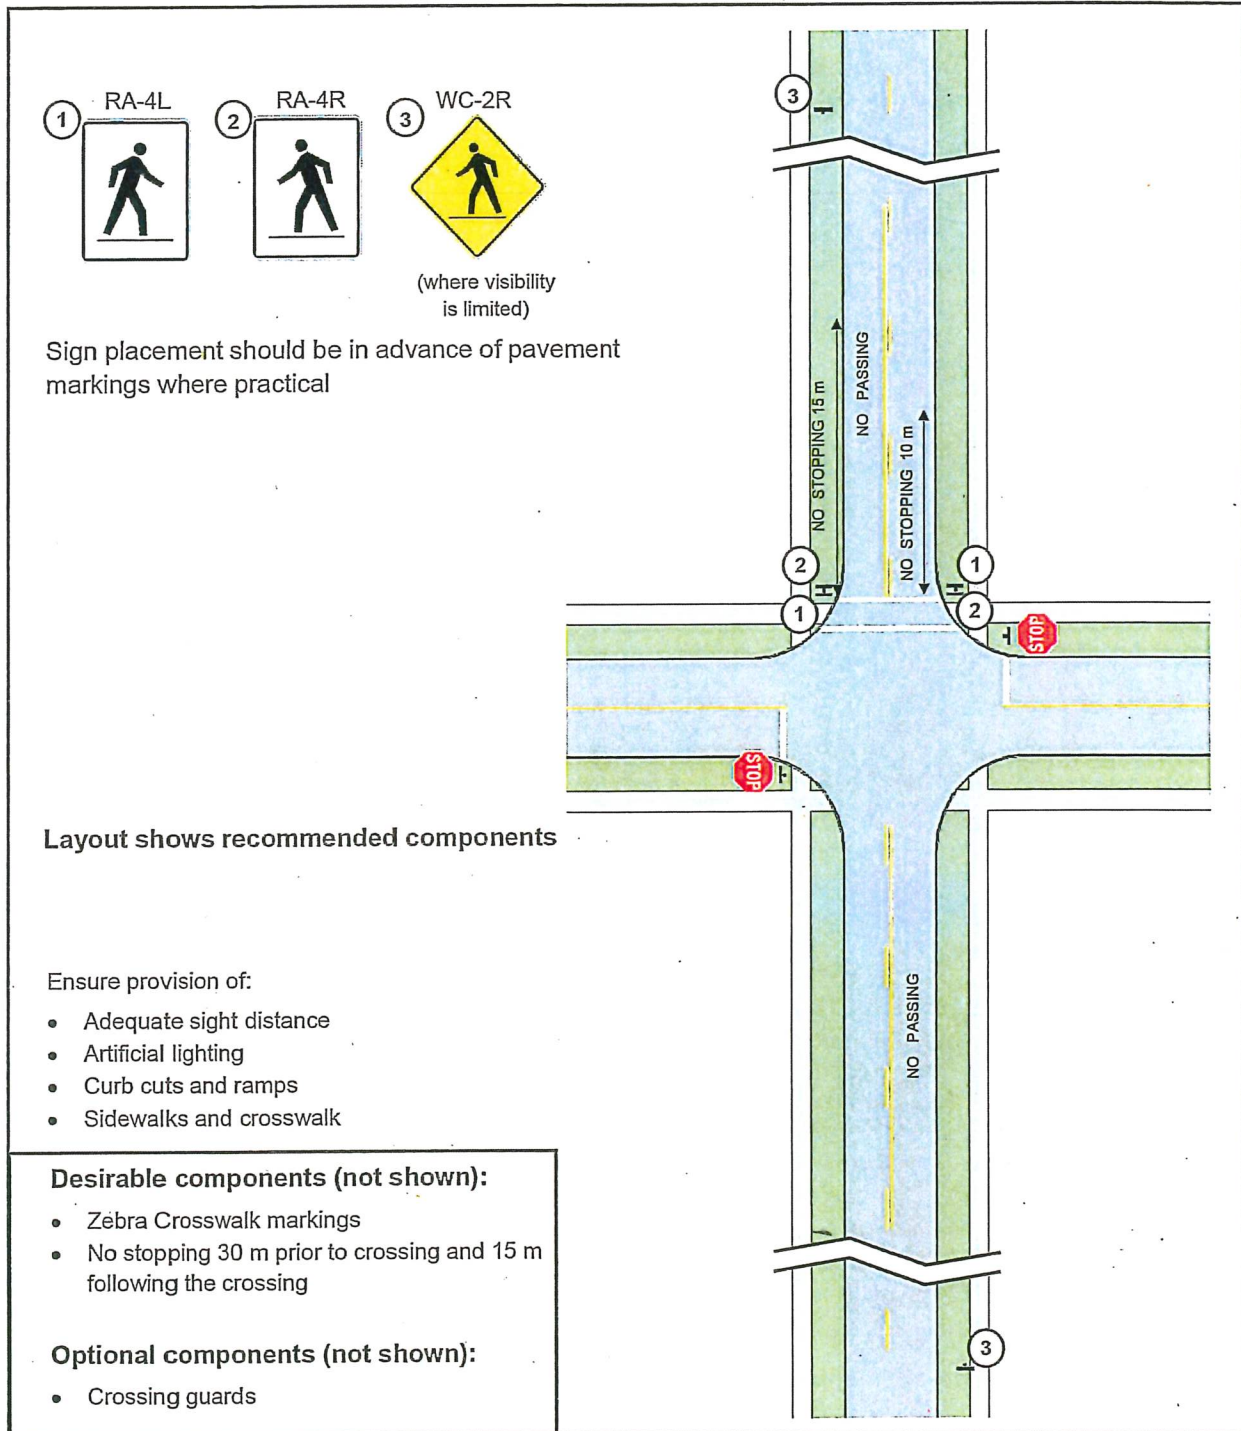 RA-4L
RA-4R
WC-2R
1
2
3
3
(where visibility
is limited)
Sign placement should be in advance of pavement
markings where practical
NO STOPPING 15 m
NO PASSING
NO STOPPING 10 m
2
1
1
2
STOP
STOP
Layout shows recommended components
NO PASSING
Ensure provision of:
• Adequate sight distance
• Artificial lighting
• Curb cuts and ramps
• Sidewalks and crosswalk
Desirable components (not shown):
• Zebra Crosswalk markings
• No stopping 30 m prior to crossing and 15 m
following the crossing
Optional components (not shown):
• Crossing guards
3